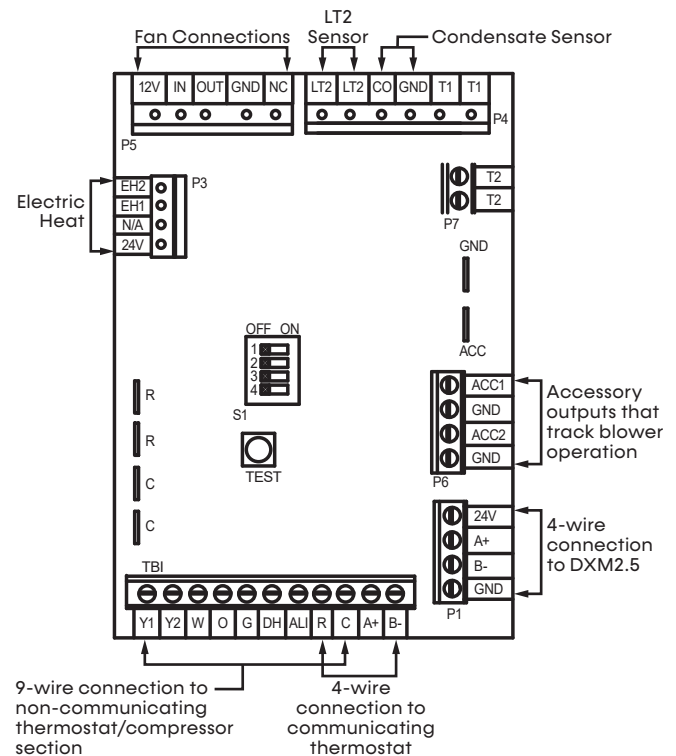 LT2
Sensor
Fan Connections
Condensate Sensor
12V IN OUT GND NC
LT2 LT2 CO GND T1 T1
P5
P4
Electric
Heat
EH2
EH1
N/A
24V
P3
T2
T2
P7
GND
ACC
OFF ON
1
2
3
4
S1
TEST
R
R
C
C
ACC1
GND
ACC2
GND
P6
Accessory
outputs that
track blower
operation
24V
A+
B-
GND
P1
4-wire
connection
to DXM2.5
TBI
Y1 Y2 W O G DH ALI R C A+ B-
9-wire connection to
non-communicating
thermostat/compressor
section
4-wire
connection to
communicating
thermostat